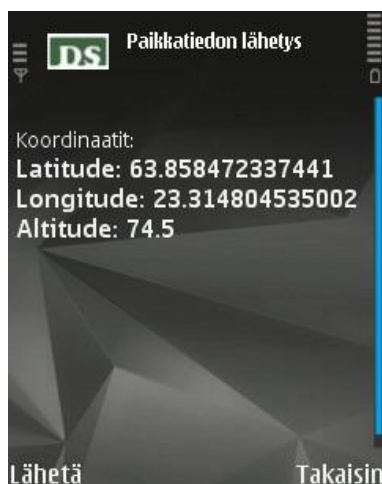 DS
Paikkatiedon lähetys
Koordinaatit:
Latitude: 63.858472337441
Longitude: 23.314804535002
Altitude: 74.5
Lähetä Takaisin